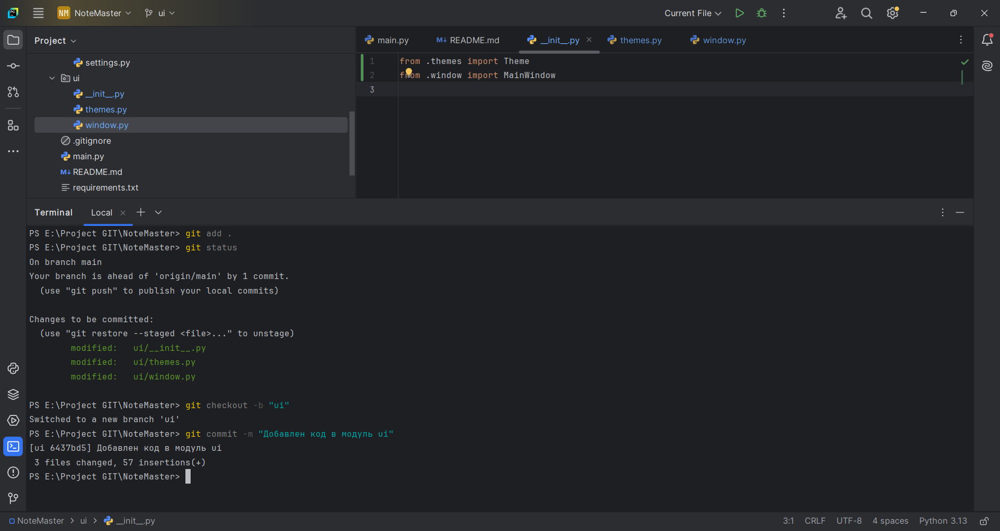 NM NoteMaster ui Current File
Project
main.py README.md __init__.py themes.py window.py
settings.py
ui
__init__.py
themes.py
window.py
.gitignore
main.py
README.md
requirements.txt
1 from .themes import Theme
2 from .window import MainWindow
3
Terminal Local
PS E:\Project GIT\NoteMaster> git add .
PS E:\Project GIT\NoteMaster> git status
On branch main
Your branch is ahead of 'origin/main' by 1 commit.
(use "git push" to publish your local commits)
Changes to be committed:
(use "git restore --staged <file>..." to unstage)
modified: ui/__init__.py
modified: ui/themes.py
modified: ui/window.py
PS E:\Project GIT\NoteMaster> git checkout -b "ui"
Switched to a new branch 'ui'
PS E:\Project GIT\NoteMaster> git commit -m "Добавлен код в модуль ui"
[ui 6437bd5] Добавлен код в модуль ui
3 files changed, 57 insertions(+)
PS E:\Project GIT\NoteMaster>
NoteMaster > ui > __init__.py 3:1 CRLF UTF-8 4 spaces Python 3.13